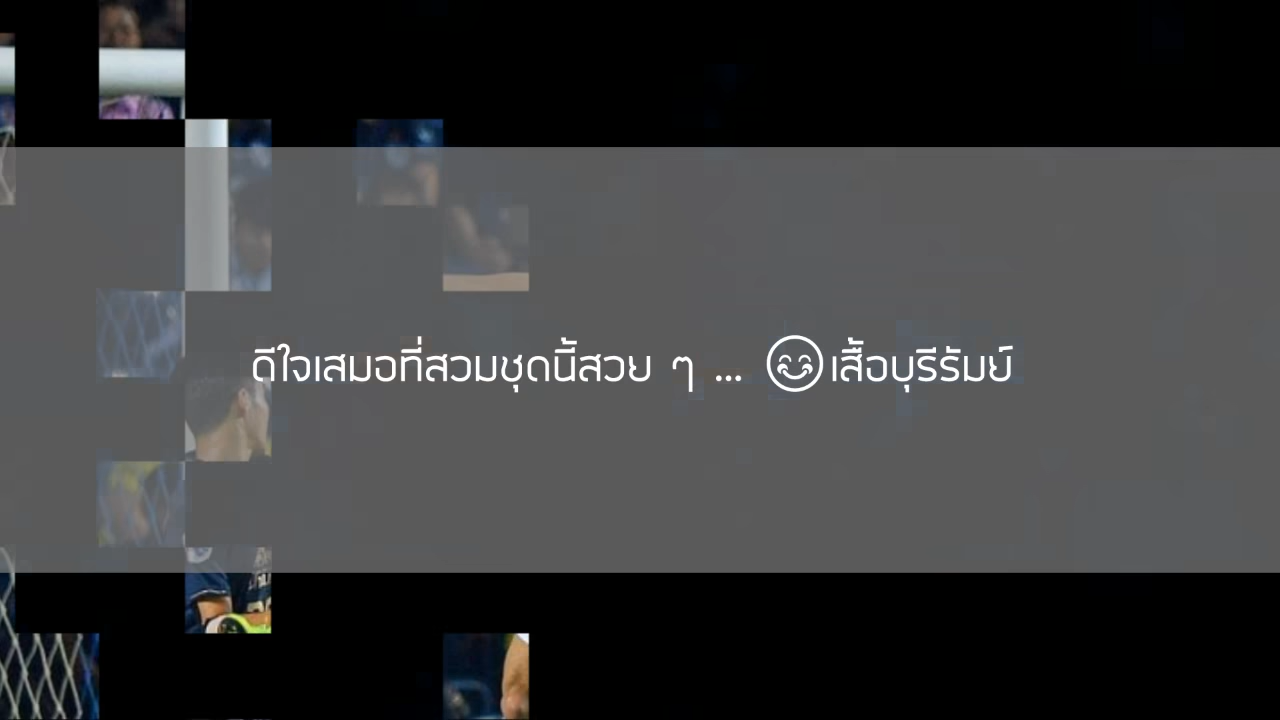 ดีใจเสมอที่สวมชุดนี้สวย ๆ ... 😊เสื้อบุรีรัมย์